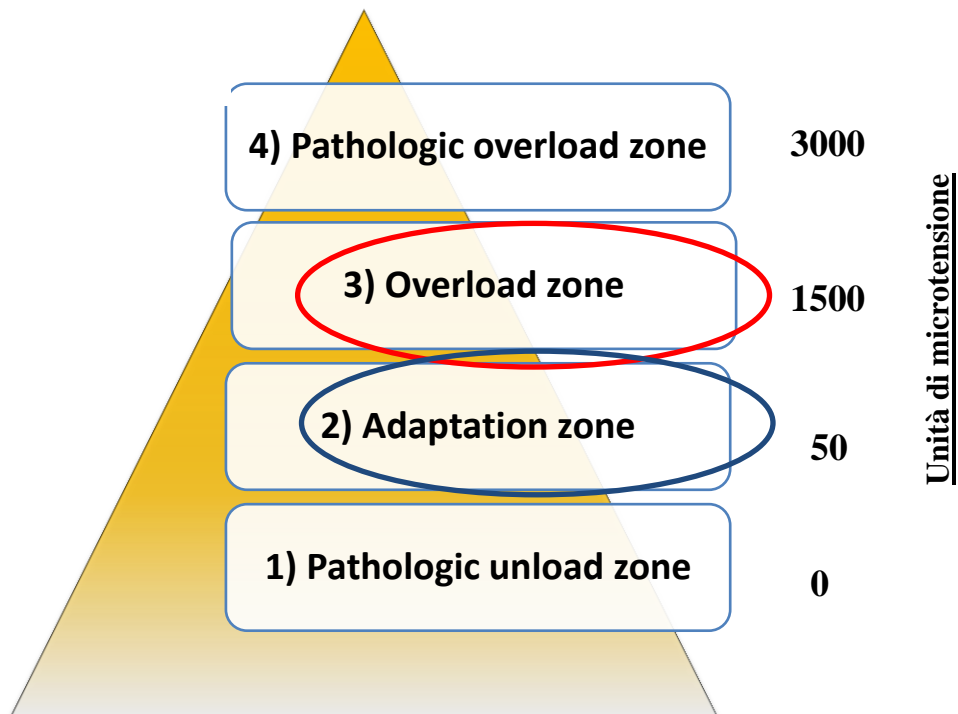 4) Pathologic overload zone
3000
3) Overload zone
1500
2) Adaptation zone
50
1) Pathologic unload zone
0
Unità di microtensione